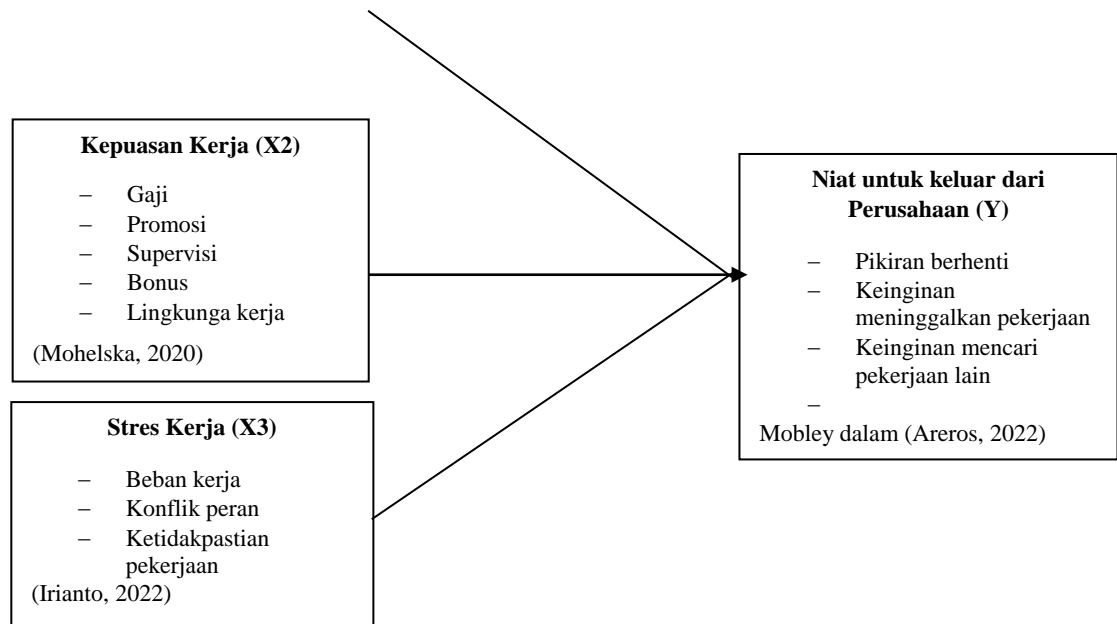 Kepuasan Kerja (X2)
– Gaji
– Promosi
– Supervisi
– Bonus
– Lingkunga kerja
(Mohelska, 2020)
Stres Kerja (X3)
– Beban kerja
– Konflik peran
– Ketidakpastian
pekerjaan
(Irianto, 2022)
Niat untuk keluar dari
Perusahaan (Y)
– Pikiran berhenti
– Keinginan
meninggalkan pekerjaan
– Keinginan mencari
pekerjaan lain
–
Mobley dalam (Areros, 2022)